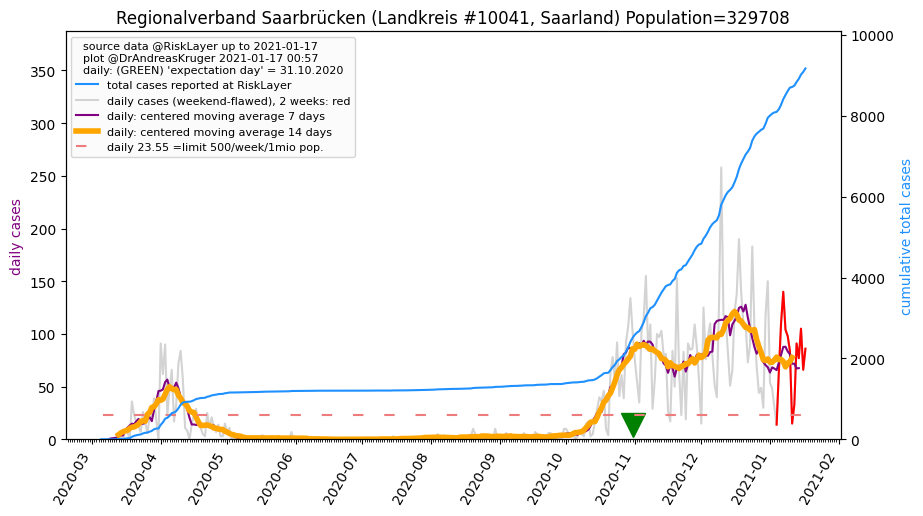 Regionalverband Saarbrücken (Landkreis #10041, Saarland) Population=329708
source data @RiskLayer up to 2021-01-17
plot @DrAndreasKruger 2021-01-17 00:57
daily: (GREEN) 'expectation day' = 31.10.2020
total cases reported at RiskLayer
daily cases (weekend-flawed), 2 weeks: red
daily: centered moving average 7 days
daily: centered moving average 14 days
daily 23.55 =limit 500/week/1mio pop.
daily cases
350
300
250
200
150
100
50
0
10000
8000
6000
4000
2000
0
cumulative total cases
2020-03
2020-04
2020-05
2020-06
2020-07
2020-08
2020-09
2020-10
2020-11
2020-12
2021-01
2021-02